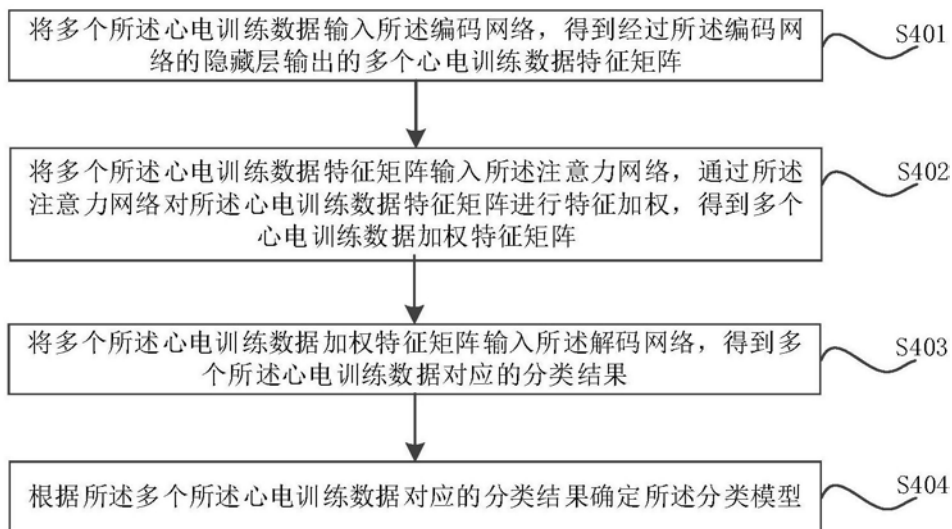 将多个所述心电训练数据输入所述编码网络，得到经过所述编码网
络的隐藏层输出的多个心电训练数据特征矩阵
S401
将多个所述心电训练数据特征矩阵输入所述注意力网络，通过所述
注意力网络对所述心电训练数据特征矩阵进行特征加权，得到多个
心电训练数据加权特征矩阵
S402
将多个所述心电训练数据加权特征矩阵输入所述解码网络，得到多
个所述心电训练数据对应的分类结果
S403
根据所述多个所述心电训练数据对应的分类结果确定所述分类模型
S404